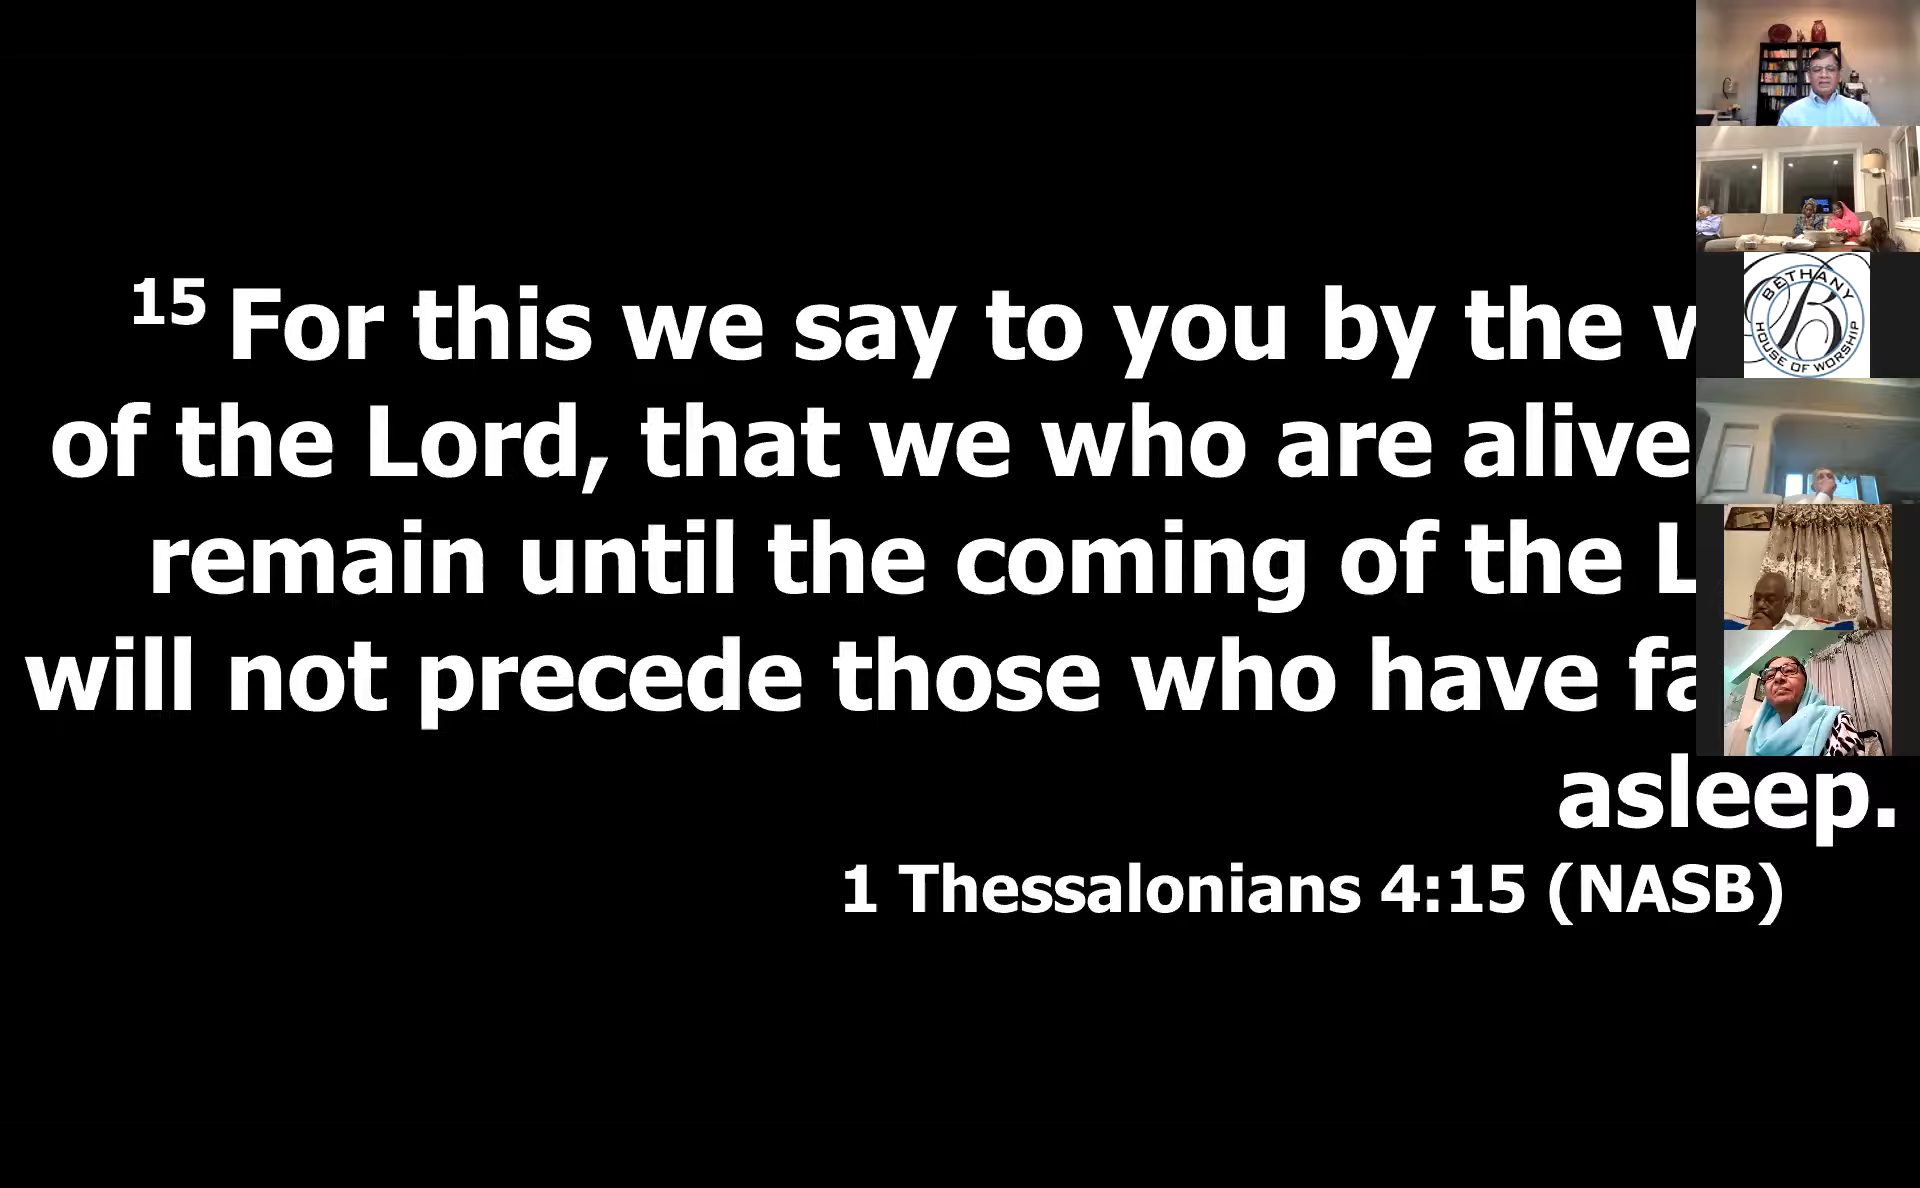 15 For this we say to you by the w
of the Lord, that we who are alive
remain until the coming of the L
will not precede those who have fa
asleep.
1 Thessalonians 4:15 (NASB)
BETHANY
B
HOUSE OF WORSHIP